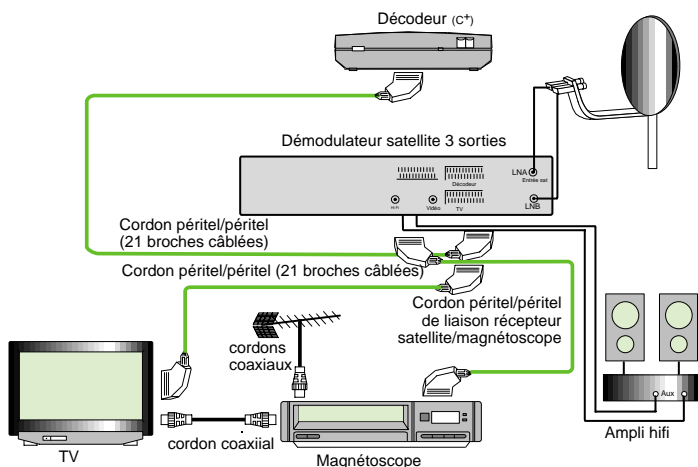 Décodeur (C+)
Démodulateur satellite 3 sorties
LNA
Entrée sat
Décodeur
LNB
Hi Fi
Vidéo
TV
Cordon péritel/péritel
(21 broches câblées)
Cordon péritel/péritel (21 broches câblées)
Cordon péritel/péritel
de liaison récepteur
satellite/magnétoscope
cordons
coaxiaux
Aux
cordon coaxiial
Ampli hifi
TV
Magnétoscope